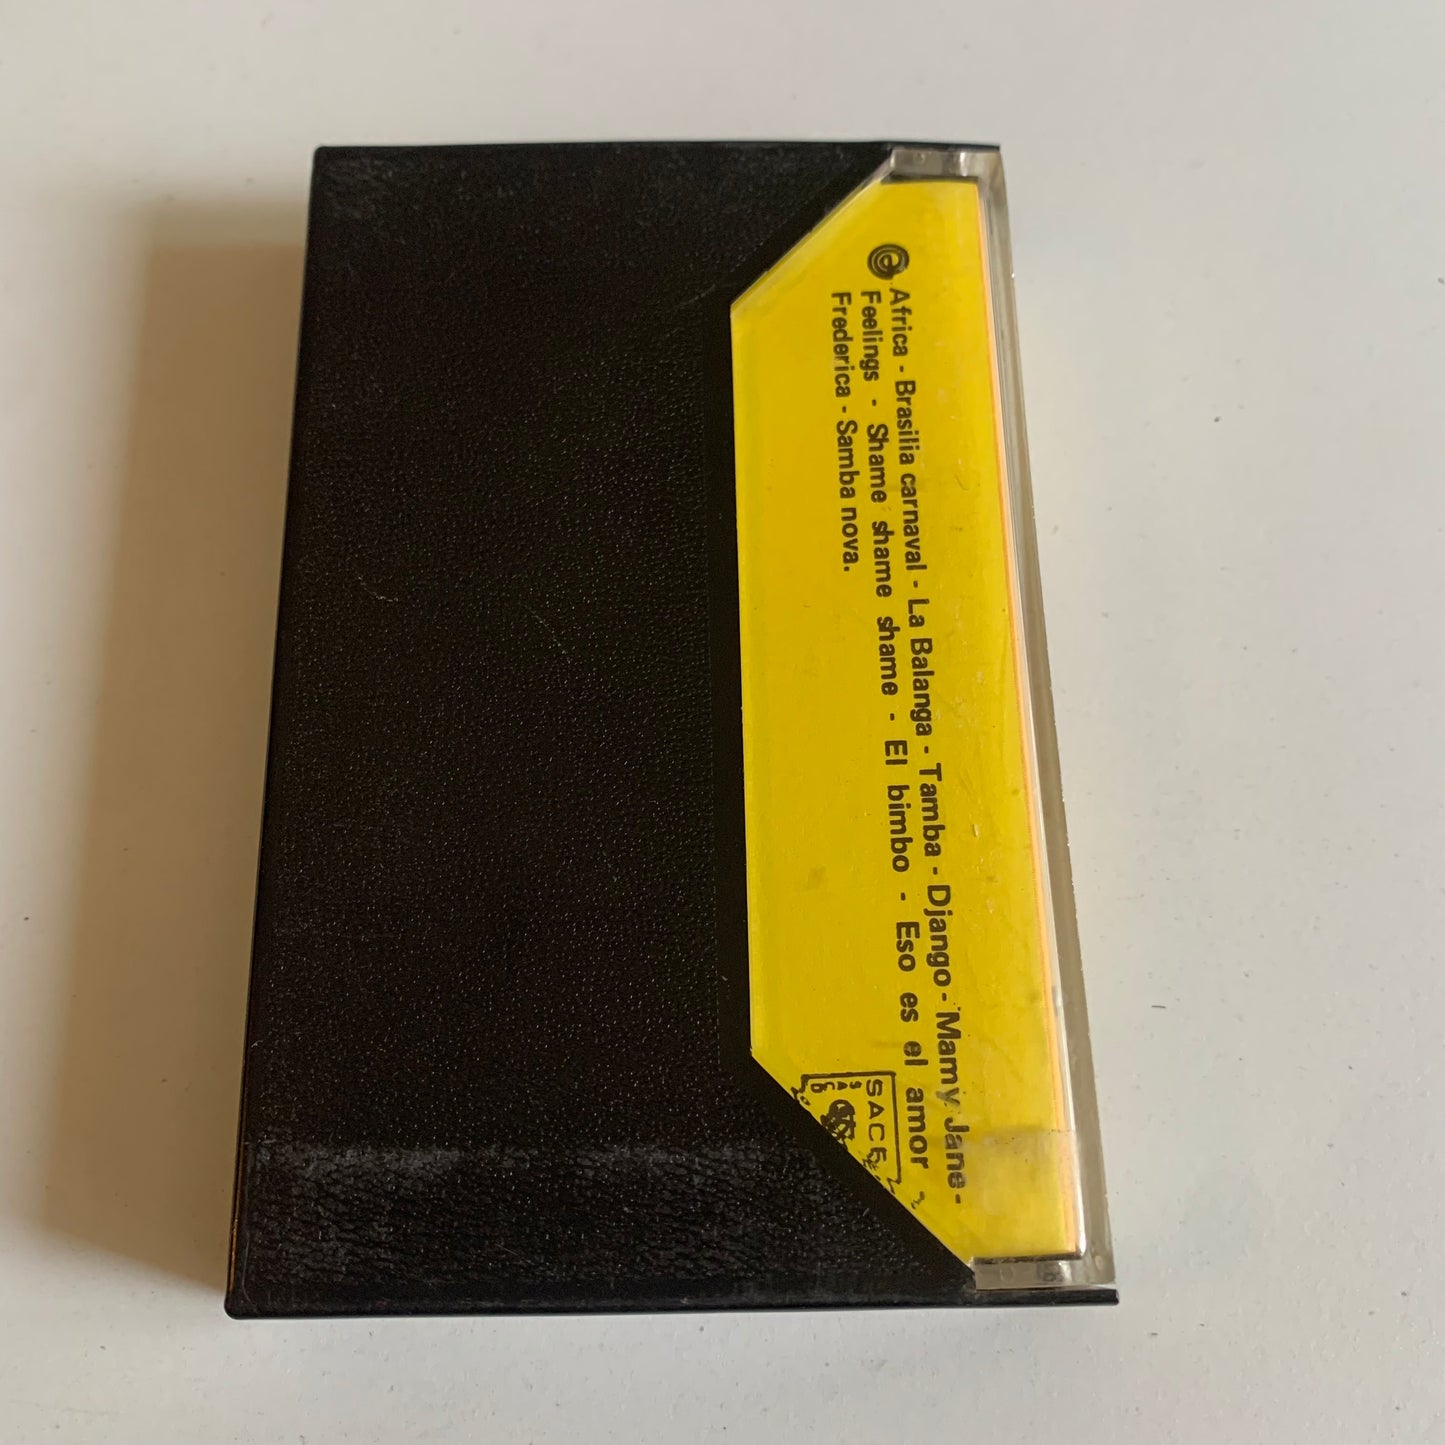 Africa - Brasilia carnaval - La Balanga - Tamba - Django - Mamy Jane -
Feelings - Shame shame shame - El bimbo - Eso es el amor
Frederica - Samba nova.